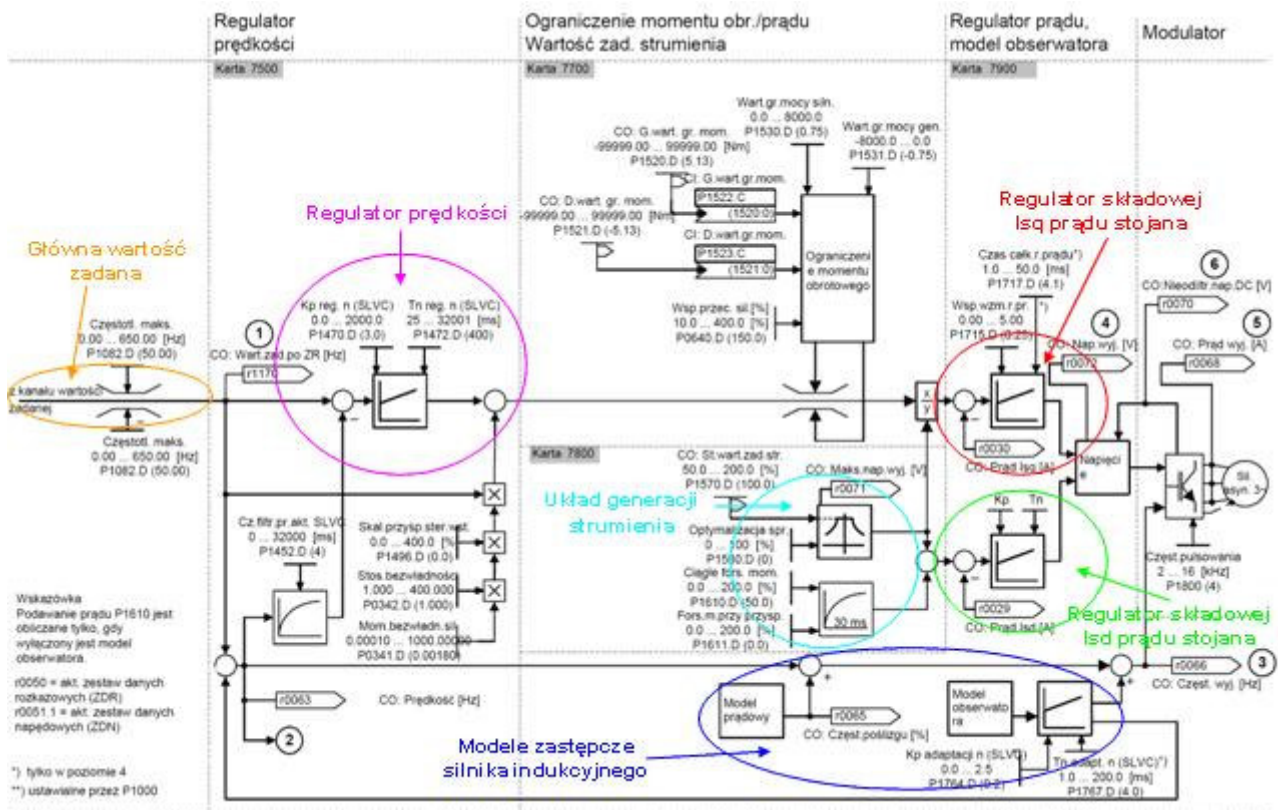 Regulator
prędkości
Karta 7500
Ograniczenie momentu obr./prądu
Wartość zad. strumienia
Karta 7700
Regulator prądu,
model obserwatora
Karta 7900
Modulator
Główna wartość
zadana
Częstotl. maks.
0.00 ... 650.00 [Hz]
P1082.D (50.00)
z kanału wartości
zadanej
Częstotl. maks.
0.00 ... 650.00 [Hz]
P1082.D (50.00)
Regulator prędkości
Kp reg. n (SLVC)
0.0 ... 2000.0
P1470.D (3.0)
Tn reg. n (SLVC)
25 ... 32001 [ms]
P1472.D (400)
1
CO: Wart.zad.po ZR [Hz]
r1170
Cz.filtr.pr.akt. SLVC
0 ... 32000 [ms]
P1452.D (4)
Skal.przysp.ster.wst.
0.0 ... 400.0 [%
P1496.D (0.0)
Stos.bezwładności
1.000 ... 400.000
P0342.D (1.000)
Mom.bezwładn.sil
0.00010 ... 1000.00000
P0341.D (0.00180)
CO: G.wart. gr. mom.
-99999.00 ... 99999.00 [Nm]
P1520.D (5.13)
CI: G.wart.gr.mom.
P1522.C
(1520:0)
CO: D.wart. gr. mom.
-99999.00 ... 99999.00 [Nm]
P1521.D (-5.13)
CI: D.wart.gr.mom.
P1523.C
(1521:0)
Wart.gr.mocy siln.
0.0 ... 8000.0
P1530.D (0.75)
Wart.gr.mocy gen.
-8000.0 ... 0.0
P1531.D (-0.75)
Ograniczeni
e momentu
obrotowego
Wsp.przec. sil.[%]
10.0 ... 400.0 [%]
P0640.D (150.0)
x
y
Regulator składowej
Isq prądu stojana
Czas całk.r.prądu*)
1.0 ... 50.0 [ms]
P1717.D (4.1)
Wsp.wzm.r.pr. *)
0.00 ... 5.00
P1715.D (0.25)
4
CO: Nap.wyj. [V]
r0072
6
CO:Nieodfiltr.nap.DC [V]
r0070
5
CO: Prąd wyj. [A]
r0068
r0030
CO: Prąd Isq [A]
Napięci
e
Sil.
asyn. 3~
Częst.pulsowania
2 ... 16 [kHz]
P1800 (4)
Karta 7800
CO: St.wart.zad.str.
50.0 ... 200.0 [%]
P1570.D (100.0)
CO: Maks.nap.wyj. [V]
r0071
Układ generacji
strumienia
Optymalizacja spr.
0 ... 100 [%]
P1580.D (0)
Ciągłe fors. mom.
0.0 ... 200.0 [%]
P1610.D (50.0)
Fors.m.przy przysp.
0.0 ... 200.0 [%]
P1611.D (0.0)
30 ms
Kp
Tn
r0029
CO: Prąd Isd [A]
Regulator składowej
Isd prądu stojana
Wskazówka
Podawanie prądu P1610 jest
obliczane tylko, gdy
wyłączony jest model
obserwatora.
r0050 = akt. zestaw danych
rozkazowych (ZDR)
r0051.1 = akt. zestaw danych
napędowych (ZDN)
*) tylko w poziomie 4
**) ustawialne przez P1000
r0063
CO: Prędkość [Hz]
2
Modele zastępcze
silnika indukcyjnego
Model
prądowy
r0065
CO: Częst.poślizgu [%]
Model
obserwato
ra
Kp adaptacji n (SLVC)
0.0 ... 2.5
P1764.D (0.2)
Tn adapt. n (SLVC)*)
1.0 ... 200.0 [ms]
P1767.D (4.0)
r0066
3
CO: Częst. wyj. [Hz]